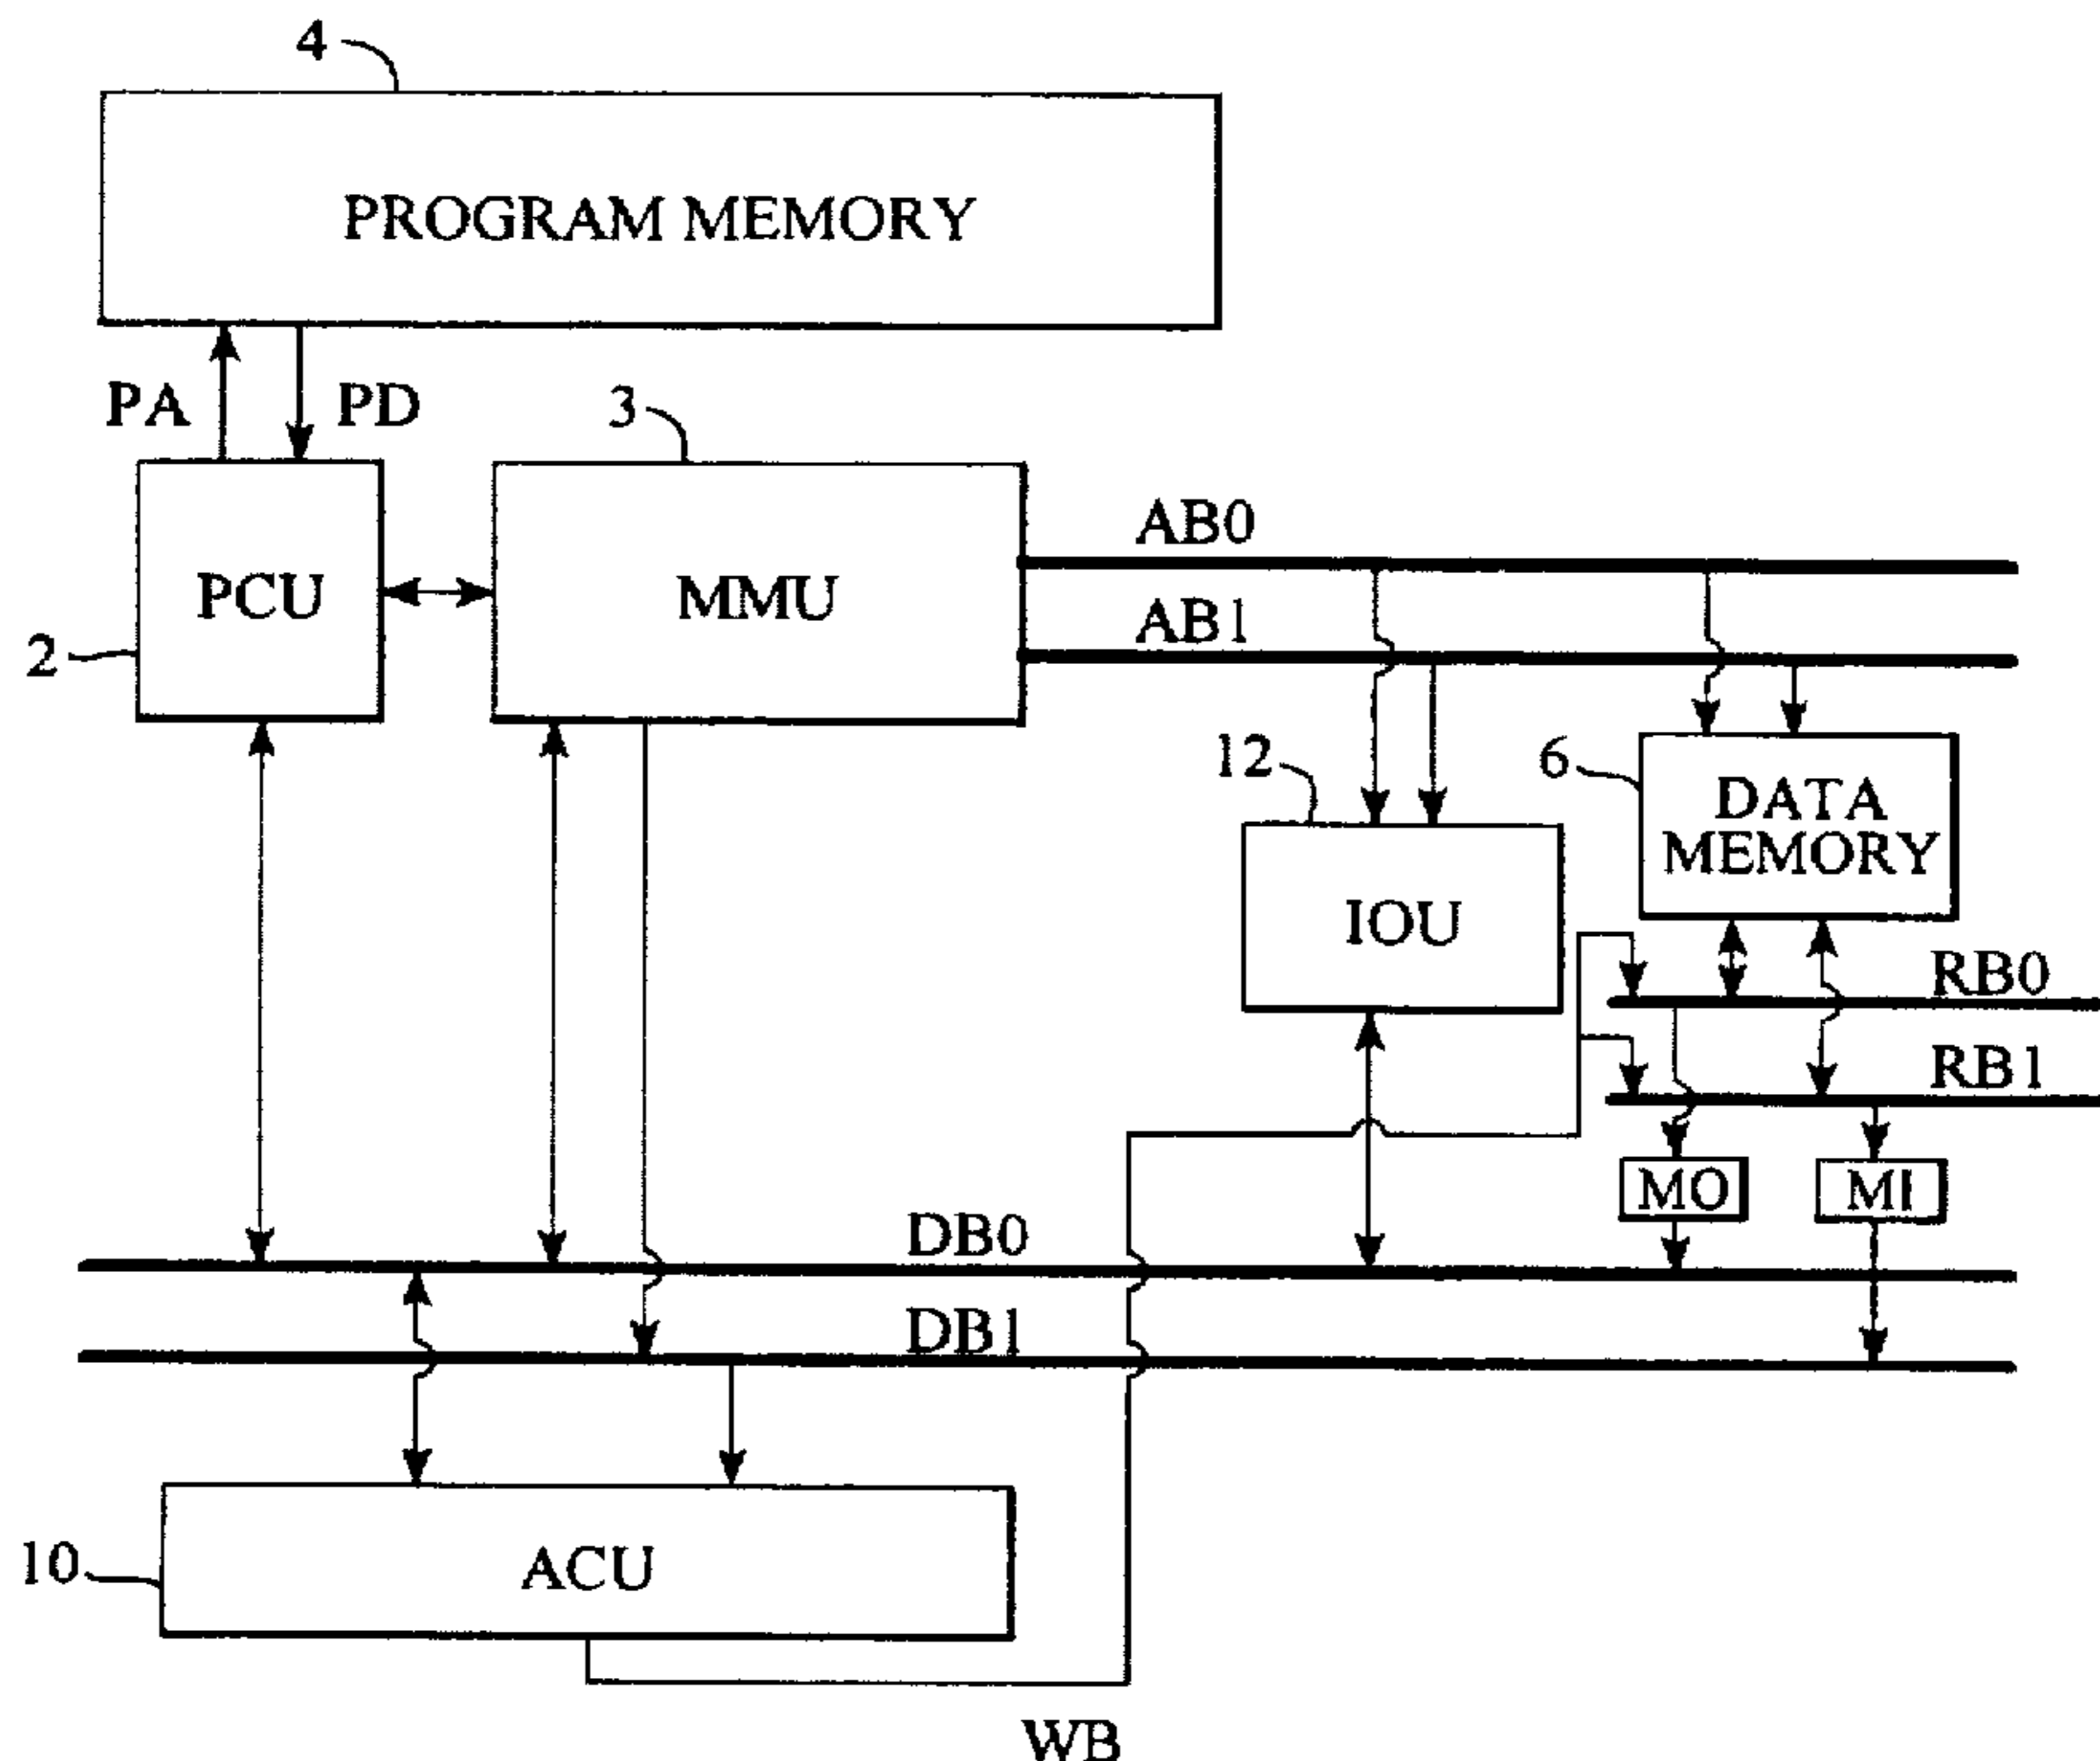 4
PROGRAM MEMORY
PA
PD
3
AB0
PCU
MMU
AB1
2
12
6
DATA
MEMORY
IOU
RB0
RB1
MO
MI
DB0
DB1
10
ACU
WB